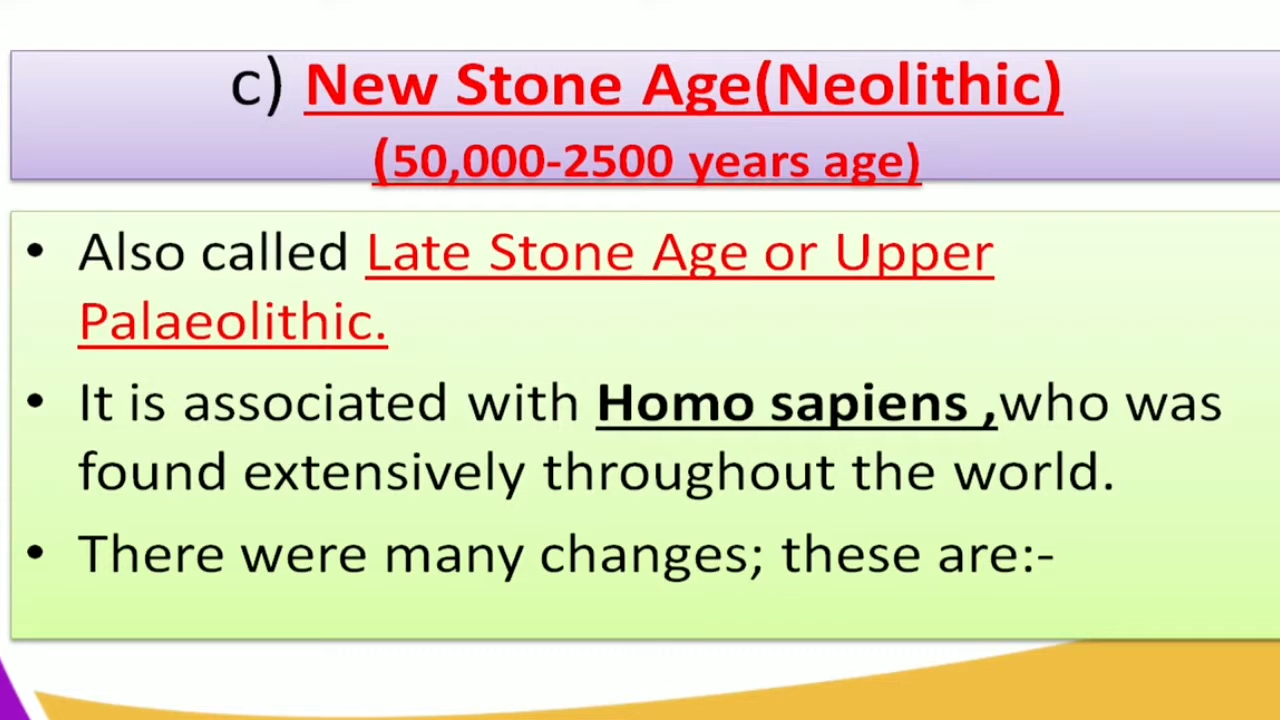 c) New Stone Age(Neolithic)
(50,000-2500 years age)
• Also called Late Stone Age or Upper
Palaeolithic.
• It is associated with Homo sapiens ,who was
found extensively throughout the world.
• There were many changes; these are:-